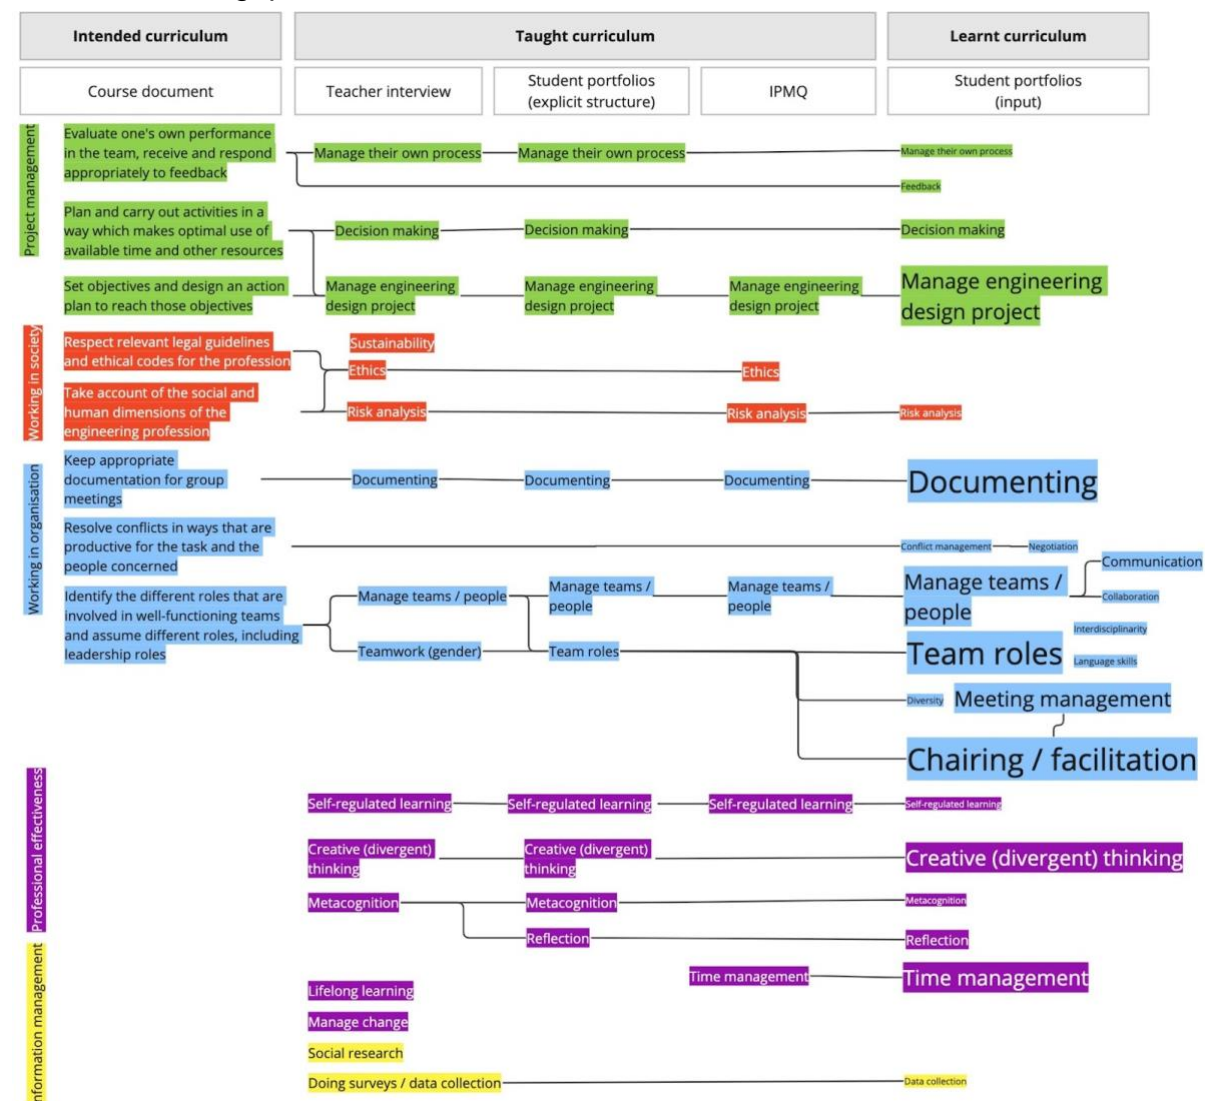 Intended curriculum
Taught curriculum
Learnt curriculum
Course document
Teacher interview
Student portfolios
(explicit structure)
IPMQ
Student portfolios
(input)
Project management
Evaluate one's own performance
in the team, receive and respond
appropriately to feedback
Manage their own process
Manage their own process
Manage their own process
Feedback
Plan and carry out activities in a
way which makes optimal use of
available time and other resources
Decision making
Decision making
Decision making
Set objectives and design an action
plan to reach those objectives
Manage engineering
design project
Manage engineering
design project
Manage engineering
design project
Manage engineering
design project
Working in society
Respect relevant legal guidelines
and ethical codes for the profession
Sustainability
Ethics
Ethics
Take account of the social and
human dimensions of the
engineering profession
Risk analysis
Risk analysis
Risk analysis
Working in organisation
Keep appropriate
documentation for group
meetings
Documenting
Documenting
Documenting
Documenting
Resolve conflicts in ways that are
productive for the task and the
people concerned
Conflict management
Negotiation
Identify the different roles that are
involved in well-functioning teams
and assume different roles, including
leadership roles
Manage teams / people
Manage teams /
people
Manage teams /
people
Manage teams /
people
Communication
Collaboration
Teamwork (gender)
Team roles
Team roles
Interdisciplinarity
Language skills
Diversity
Meeting management
Chairing / facilitation
Professional effectiveness
Self-regulated learning
Self-regulated learning
Self-regulated learning
Self-regulated learning
Creative (divergent)
thinking
Creative (divergent)
thinking
Creative (divergent) thinking
Metacognition
Metacognition
Metacognition
Reflection
Reflection
Time management
Time management
Lifelong learning
Manage change
nformation management
Social research
Doing surveys / data collection
Data collection